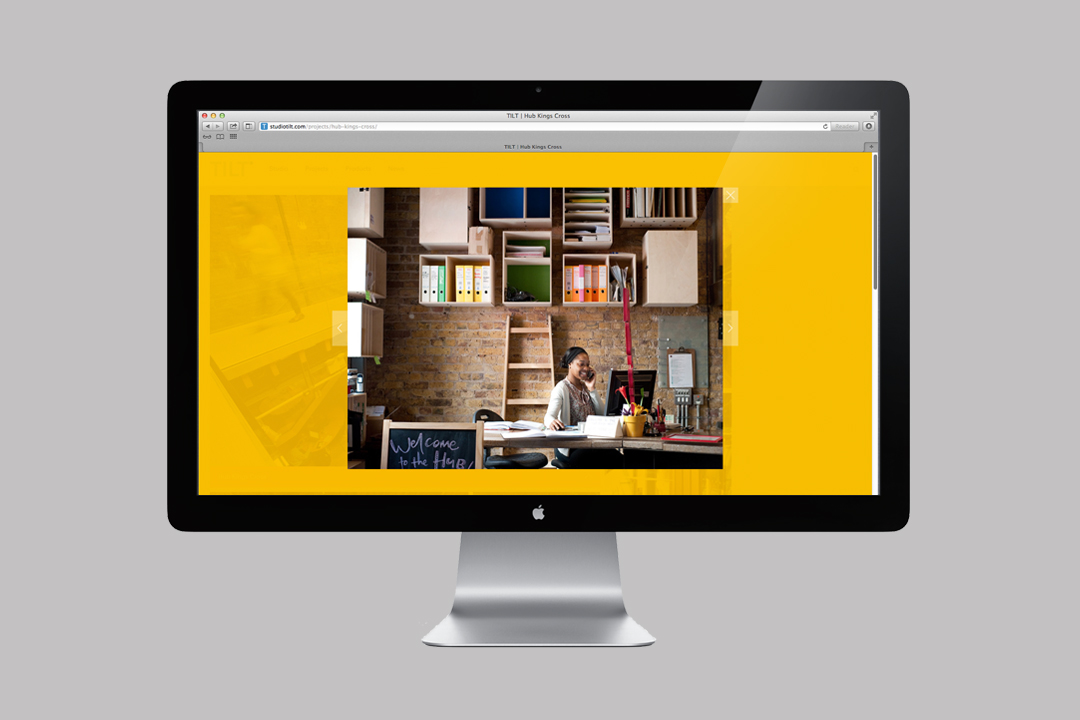 TILT | Hub Kings Cross
studiotilt.com/projects/hub-kings-cross/
Reader
TILT | Hub Kings Cross
TILT
Welcome
to the Hub!